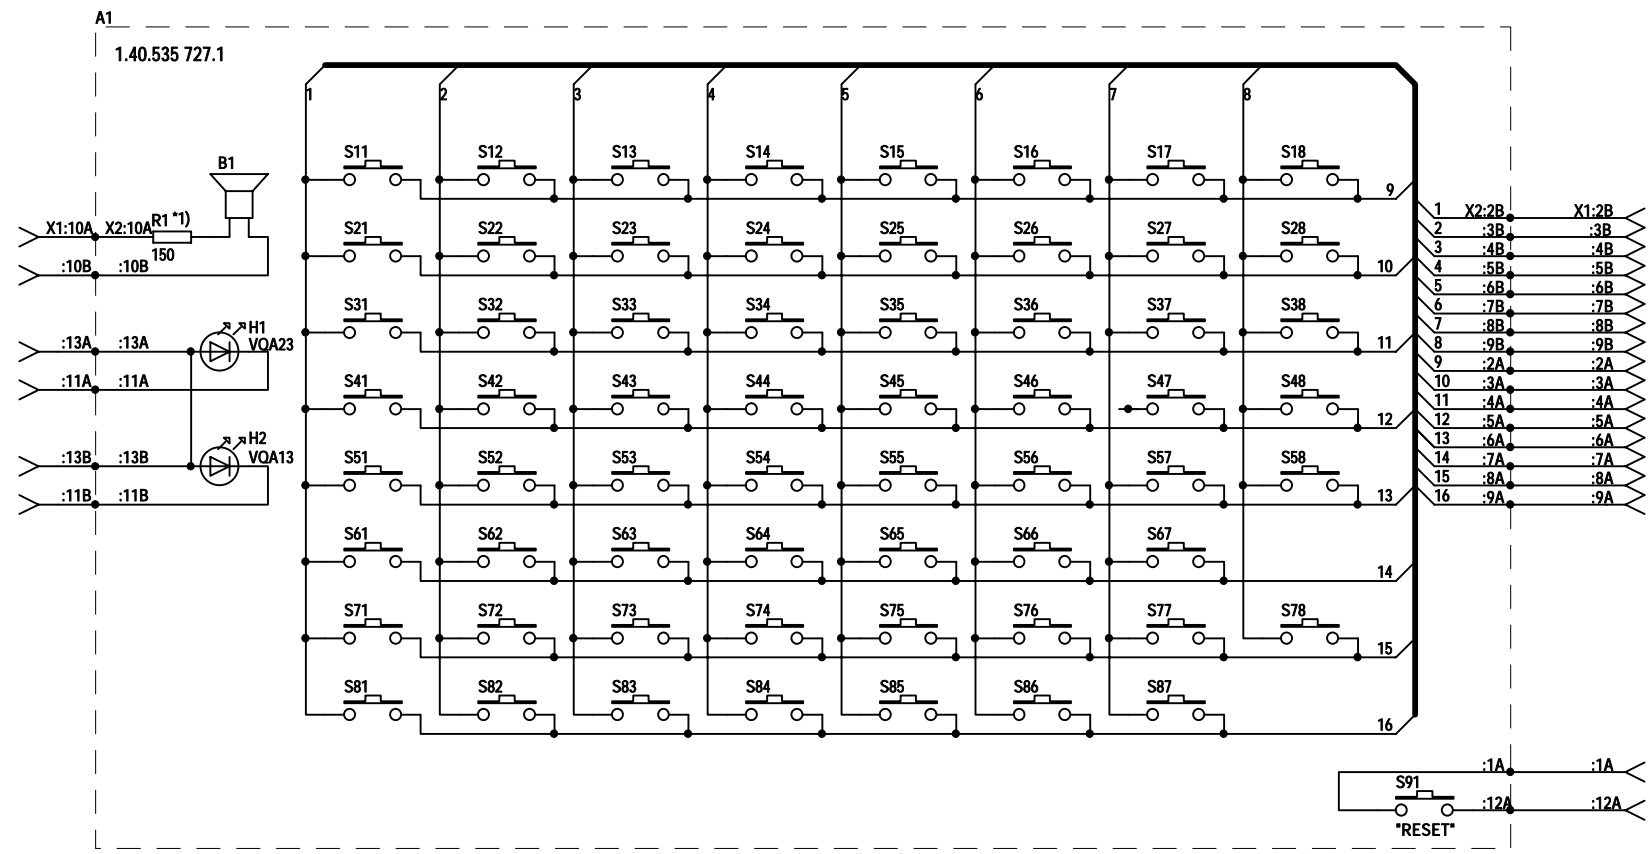 A1
1.40.535 727.1
1 2 3 4 5 6 7 8
S11 S12 S13 S14 S15 S16 S17 S18
9
B1
X1:10A X2:10A R1 *1)
150
:10B :10B
S21 S22 S23 S24 S25 S26 S27 S28
10
S31 S32 S33 S34 S35 S36 S37 S38
11
:13A :13A H1
VQA23
:11A :11A
S41 S42 S43 S44 S45 S46 S47 S48
12
:13B :13B H2
VQA13
:11B :11B
S51 S52 S53 S54 S55 S56 S57 S58
13
S61 S62 S63 S64 S65 S66 S67
14
S71 S72 S73 S74 S75 S76 S77 S78
15
S81 S82 S83 S84 S85 S86 S87
16
1 X2:2B X1:2B
2 :3B :3B
3 :4B :4B
4 :5B :5B
5 :6B :6B
6 :7B :7B
7 :8B :8B
8 :9B :9B
9 :2A :2A
10 :3A :3A
11 :4A :4A
12 :5A :5A
13 :6A :6A
14 :7A :7A
15 :8A :8A
16 :9A :9A
:1A :1A
S91
:12A :12A
"RESET"